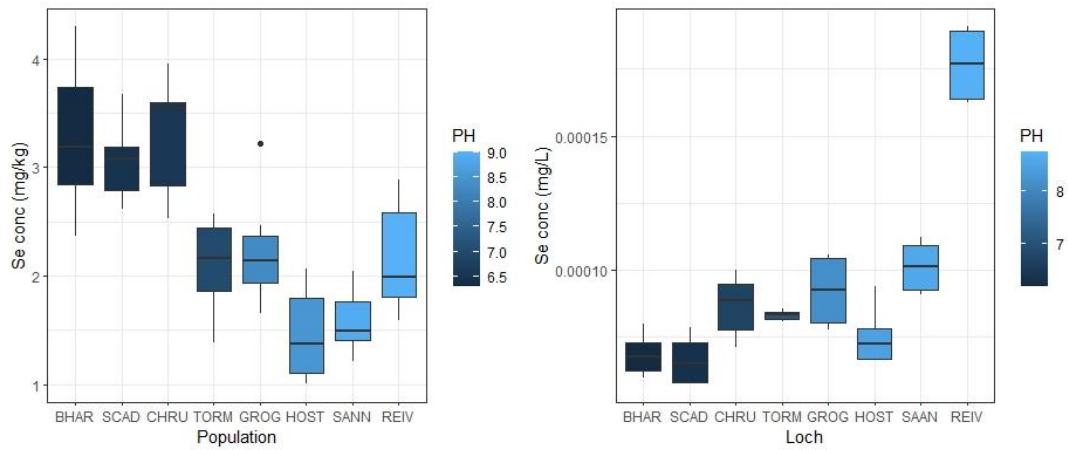 Se conc (mg/kg)
4
3
2
1
BHAR SCAD CHRU TORM GROG HOST SANN REIV
Population
PH
9.0
8.5
8.0
7.5
7.0
6.5
Se conc (mg/L)
0.00015
0.00010
BHAR SCAD CHRU TORM GROG HOST SAAN REIV
Loch
PH
8
7